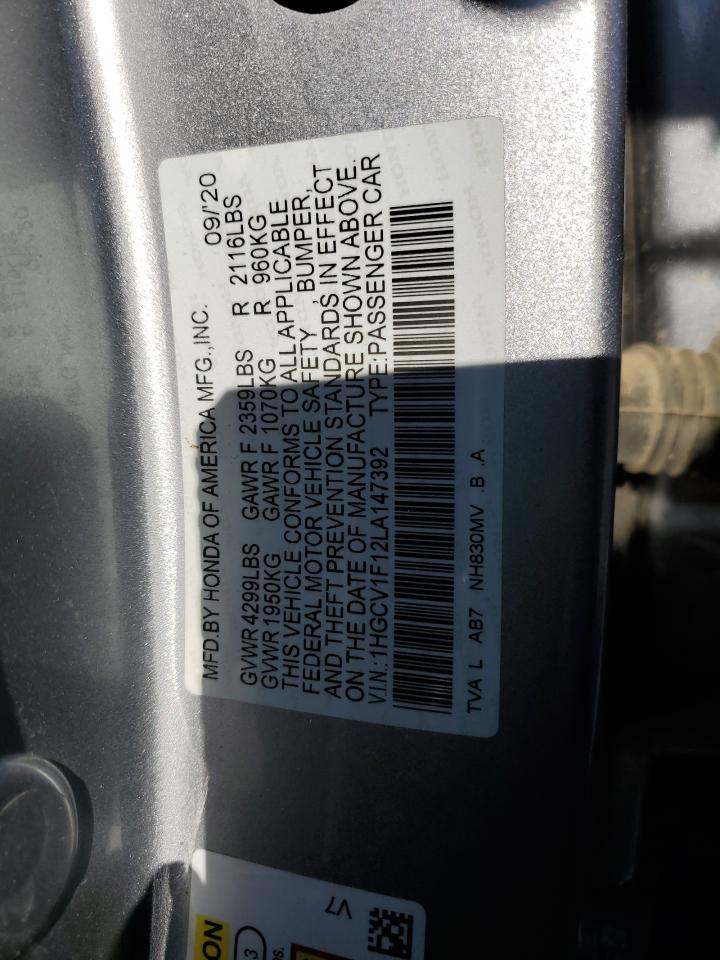 MFD.BY HONDA OF AMERICA MFG.,INC. 09/'20
GVWR 4299LBS GAWR F 2359LBS R 2116LBS
GVWR 1950KG GAWR F 1070KG R 960KG
THIS VEHICLE CONFORMS TO ALL APPLICABLE
FEDERAL MOTOR VEHICLE SAFETY , BUMPER,
AND THEFT PREVENTION STANDARDS IN EFFECT
ON THE DATE OF MANUFACTURE SHOWN ABOVE.
V.I.N.: 1HGCV1F12LA147392 TYPE:PASSENGER CAR
TVA L AB7 NH830MV .B .A
V7
3